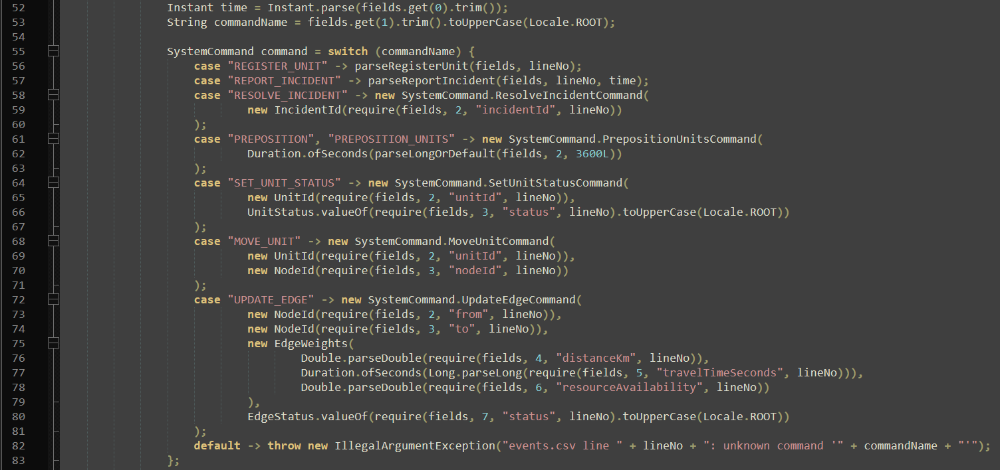 52 Instant time = Instant.parse(fields.get(0).trim());
53 String commandName = fields.get(1).trim().toUpperCase(Locale.ROOT);
54
55 SystemCommand command = switch (commandName) {
56 case "REGISTER_UNIT" -> parseRegisterUnit(fields, lineNo);
57 case "REPORT_INCIDENT" -> parseReportIncident(fields, lineNo, time);
58 case "RESOLVE_INCIDENT" -> new SystemCommand.ResolveIncidentCommand(
59 new IncidentId(require(fields, 2, "incidentId", lineNo))
60 );
61 case "PREPOSITION", "PREPOSITION_UNITS" -> new SystemCommand.PrepositionUnitsCommand(
62 Duration.ofSeconds(parseLongOrDefault(fields, 2, 3600L))
63 );
64 case "SET_UNIT_STATUS" -> new SystemCommand.SetUnitStatusCommand(
65 new UnitId(require(fields, 2, "unitId", lineNo)),
66 UnitStatus.valueOf(require(fields, 3, "status", lineNo).toUpperCase(Locale.ROOT))
67 );
68 case "MOVE_UNIT" -> new SystemCommand.MoveUnitCommand(
69 new UnitId(require(fields, 2, "unitId", lineNo)),
70 new NodeId(require(fields, 3, "nodeId", lineNo))
71 );
72 case "UPDATE_EDGE" -> new SystemCommand.UpdateEdgeCommand(
73 new NodeId(require(fields, 2, "from", lineNo)),
74 new NodeId(require(fields, 3, "to", lineNo)),
75 new EdgeWeights(
76 Double.parseDouble(require(fields, 4, "distanceKm", lineNo)),
77 Duration.ofSeconds(Long.parseLong(require(fields, 5, "travelTimeSeconds", lineNo))),
78 Double.parseDouble(require(fields, 6, "resourceAvailability", lineNo))
79 ),
80 EdgeStatus.valueOf(require(fields, 7, "status", lineNo).toUpperCase(Locale.ROOT))
81 );
82 default -> throw new IllegalArgumentException("events.csv line " + lineNo + ": unknown command '" + commandName + "'");
83 };